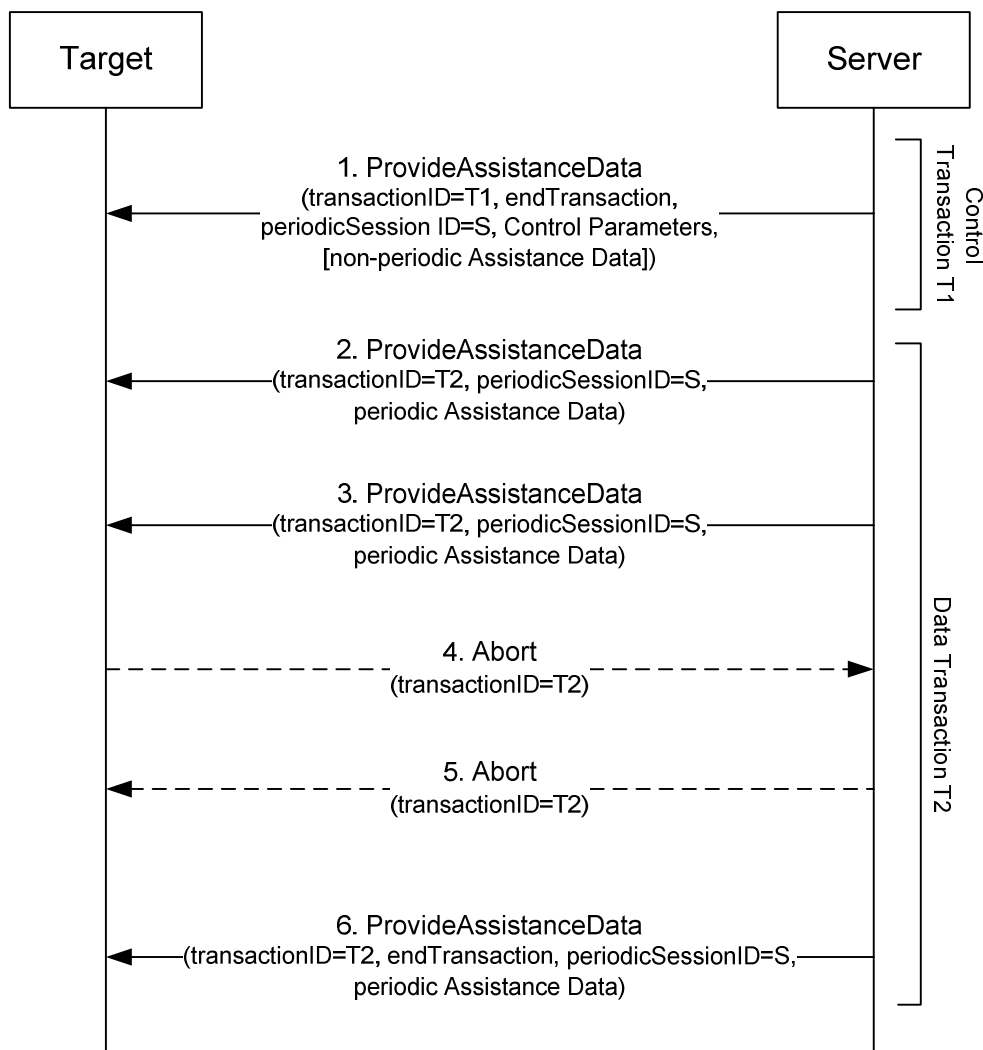 Target
Server
1. ProvideAssistanceData
(transactionID=T1, endTransaction,
periodicSession ID=S, Control Parameters,
[non-periodic Assistance Data])
Control
Transaction T1
2. ProvideAssistanceData
(transactionID=T2, periodicSessionID=S,
periodic Assistance Data)
3. ProvideAssistanceData
(transactionID=T2, periodicSessionID=S,
periodic Assistance Data)
4. Abort
(transactionID=T2)
5. Abort
(transactionID=T2)
Data Transaction T2
6. ProvideAssistanceData
(transactionID=T2, endTransaction, periodicSessionID=S,
periodic Assistance Data)